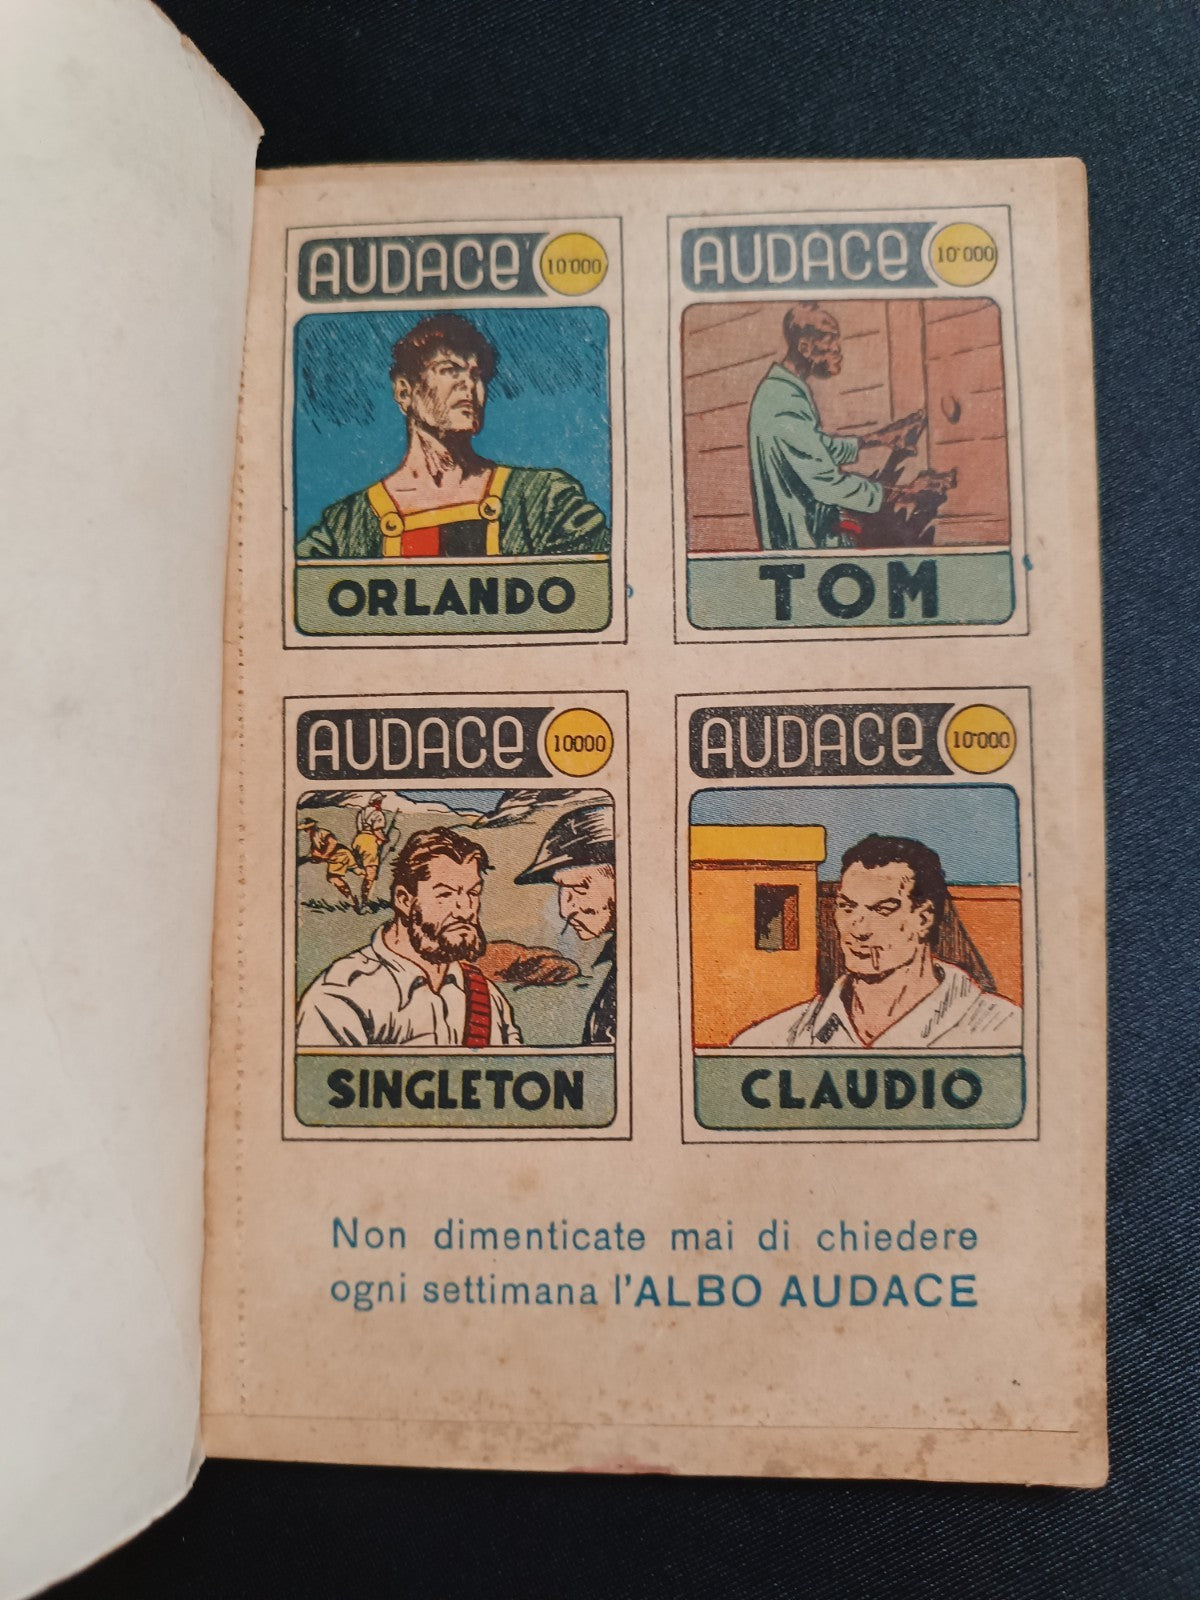 AUDACE 10'000
ORLANDO
AUDACE 10'000
TOM
AUDACE 10000
SINGLETON
AUDACE 10'000
CLAUDIO
Non dimenticate mai di chiedere
ogni settimana l'ALBO AUDACE